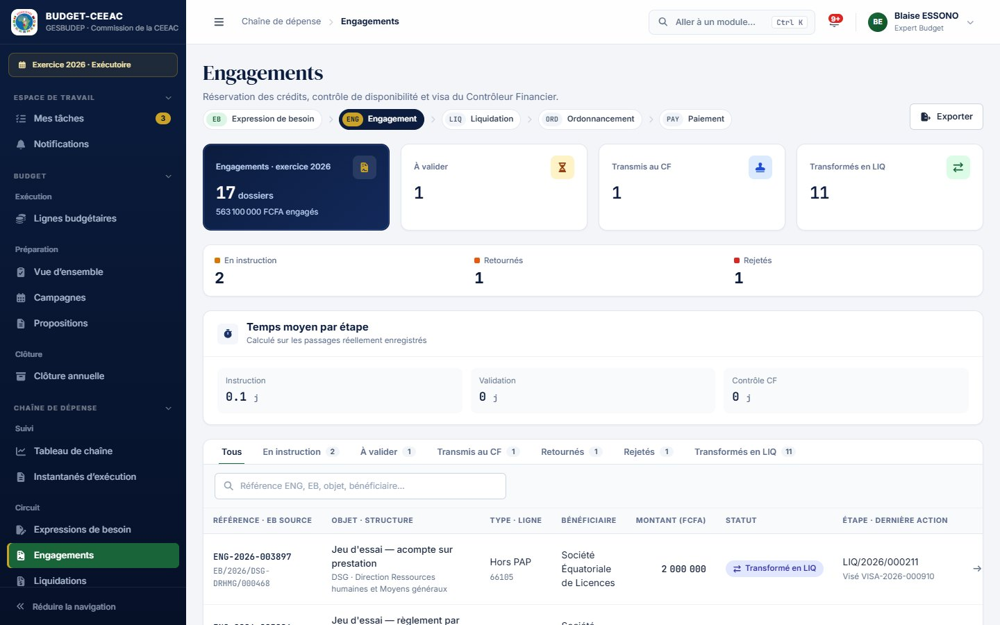 BUDGET-CEEAC
GESBUDEP · Commission de la CEEAC
Exercice 2026 · Exécutoire
ESPACE DE TRAVAIL
Mes tâches 3
Notifications
BUDGET
Exécution
Lignes budgétaires
Préparation
Vue d’ensemble
Campagnes
Propositions
Clôture
Clôture annuelle
CHAÎNE DE DÉPENSE
Suivi
Tableau de chaîne
Instantanés d’exécution
Circuit
Expressions de besoin
Engagements
Liquidations
Réduire la navigation
Chaîne de dépense Engagements
Aller à un module... Ctrl K
9+
BE
Blaise ESSONO
Expert Budget
Engagements
Réservation des crédits, contrôle de disponibilité et visa du Contrôleur Financier.
EB Expression de besoin
ENG Engagement
LIQ Liquidation
ORD Ordonnancement
PAY Paiement
Exporter
Engagements · exercice 2026
17 dossiers
563 100 000 FCFA engagés
À valider
1
Transmis au CF
1
Transformés en LIQ
11
En instruction
2
Retournés
1
Rejetés
1
Temps moyen par étape
Calculé sur les passages réellement enregistrés
Instruction
0.1 j
Validation
0 j
Contrôle CF
0 j
Tous En instruction 2 À valider 1 Transmis au CF 1 Retournés 1 Rejetés 1 Transformés en LIQ 11
Référence ENG, EB, objet, bénéficiaire...
RÉFÉRENCE · EB SOURCE OBJET · STRUCTURE TYPE · LIGNE BÉNÉFICIAIRE MONTANT (FCFA) STATUT ÉTAPE · DERNIÈRE ACTION
ENG-2026-003897
EB/2026/DSG-
DRHMG/000468
Jeu d'essai — acompte sur
prestation
DSG · Direction Ressources
humaines et Moyens généraux
Hors PAP
66105
Société
Équatoriale
de Licences
2 000 000
Transformé en LIQ
LIQ/2026/000211
Visé VISA-2026-000910
Jeu d'essai — règlement par